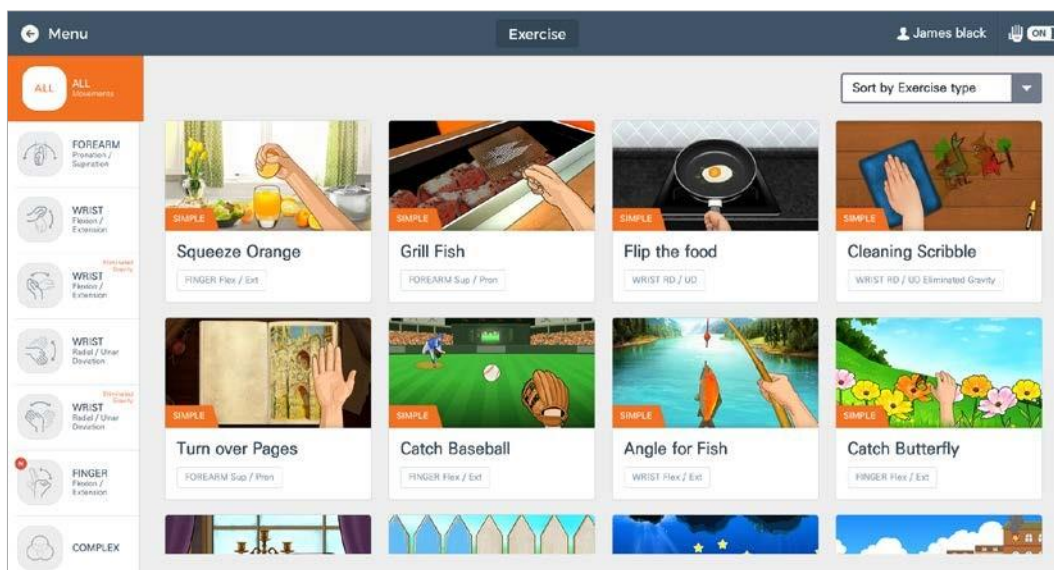 Menu
Exercise
James black
ON
ALL
ALL
Movements
Sort by Exercise type
FOREARM
Pronation /
Supination
WRIST
Flexion /
Extension
Eliminated
Gravity
WRIST
Flexion /
Extension
WRIST
Radial / Unar
Deviation
Eliminated
Gravity
WRIST
Radial / Unar
Deviation
FINGER
Flexion /
Extension
COMPLEX
SIMPLE
Squeeze Orange
FINGER Flex / Ext
SIMPLE
Grill Fish
FOREARM Sup / Pron
SIMPLE
Flip the food
WRIST RD / UD
SIMPLE
Cleaning Scribble
WRIST RD / UD Eliminated Gravity
SIMPLE
Turn over Pages
FOREARM Sup / Pron
SIMPLE
Catch Baseball
FINGER Flex / Ext
SIMPLE
Angle for Fish
WRIST Flex / Ext
SIMPLE
Catch Butterfly
FINGER Flex / Ext